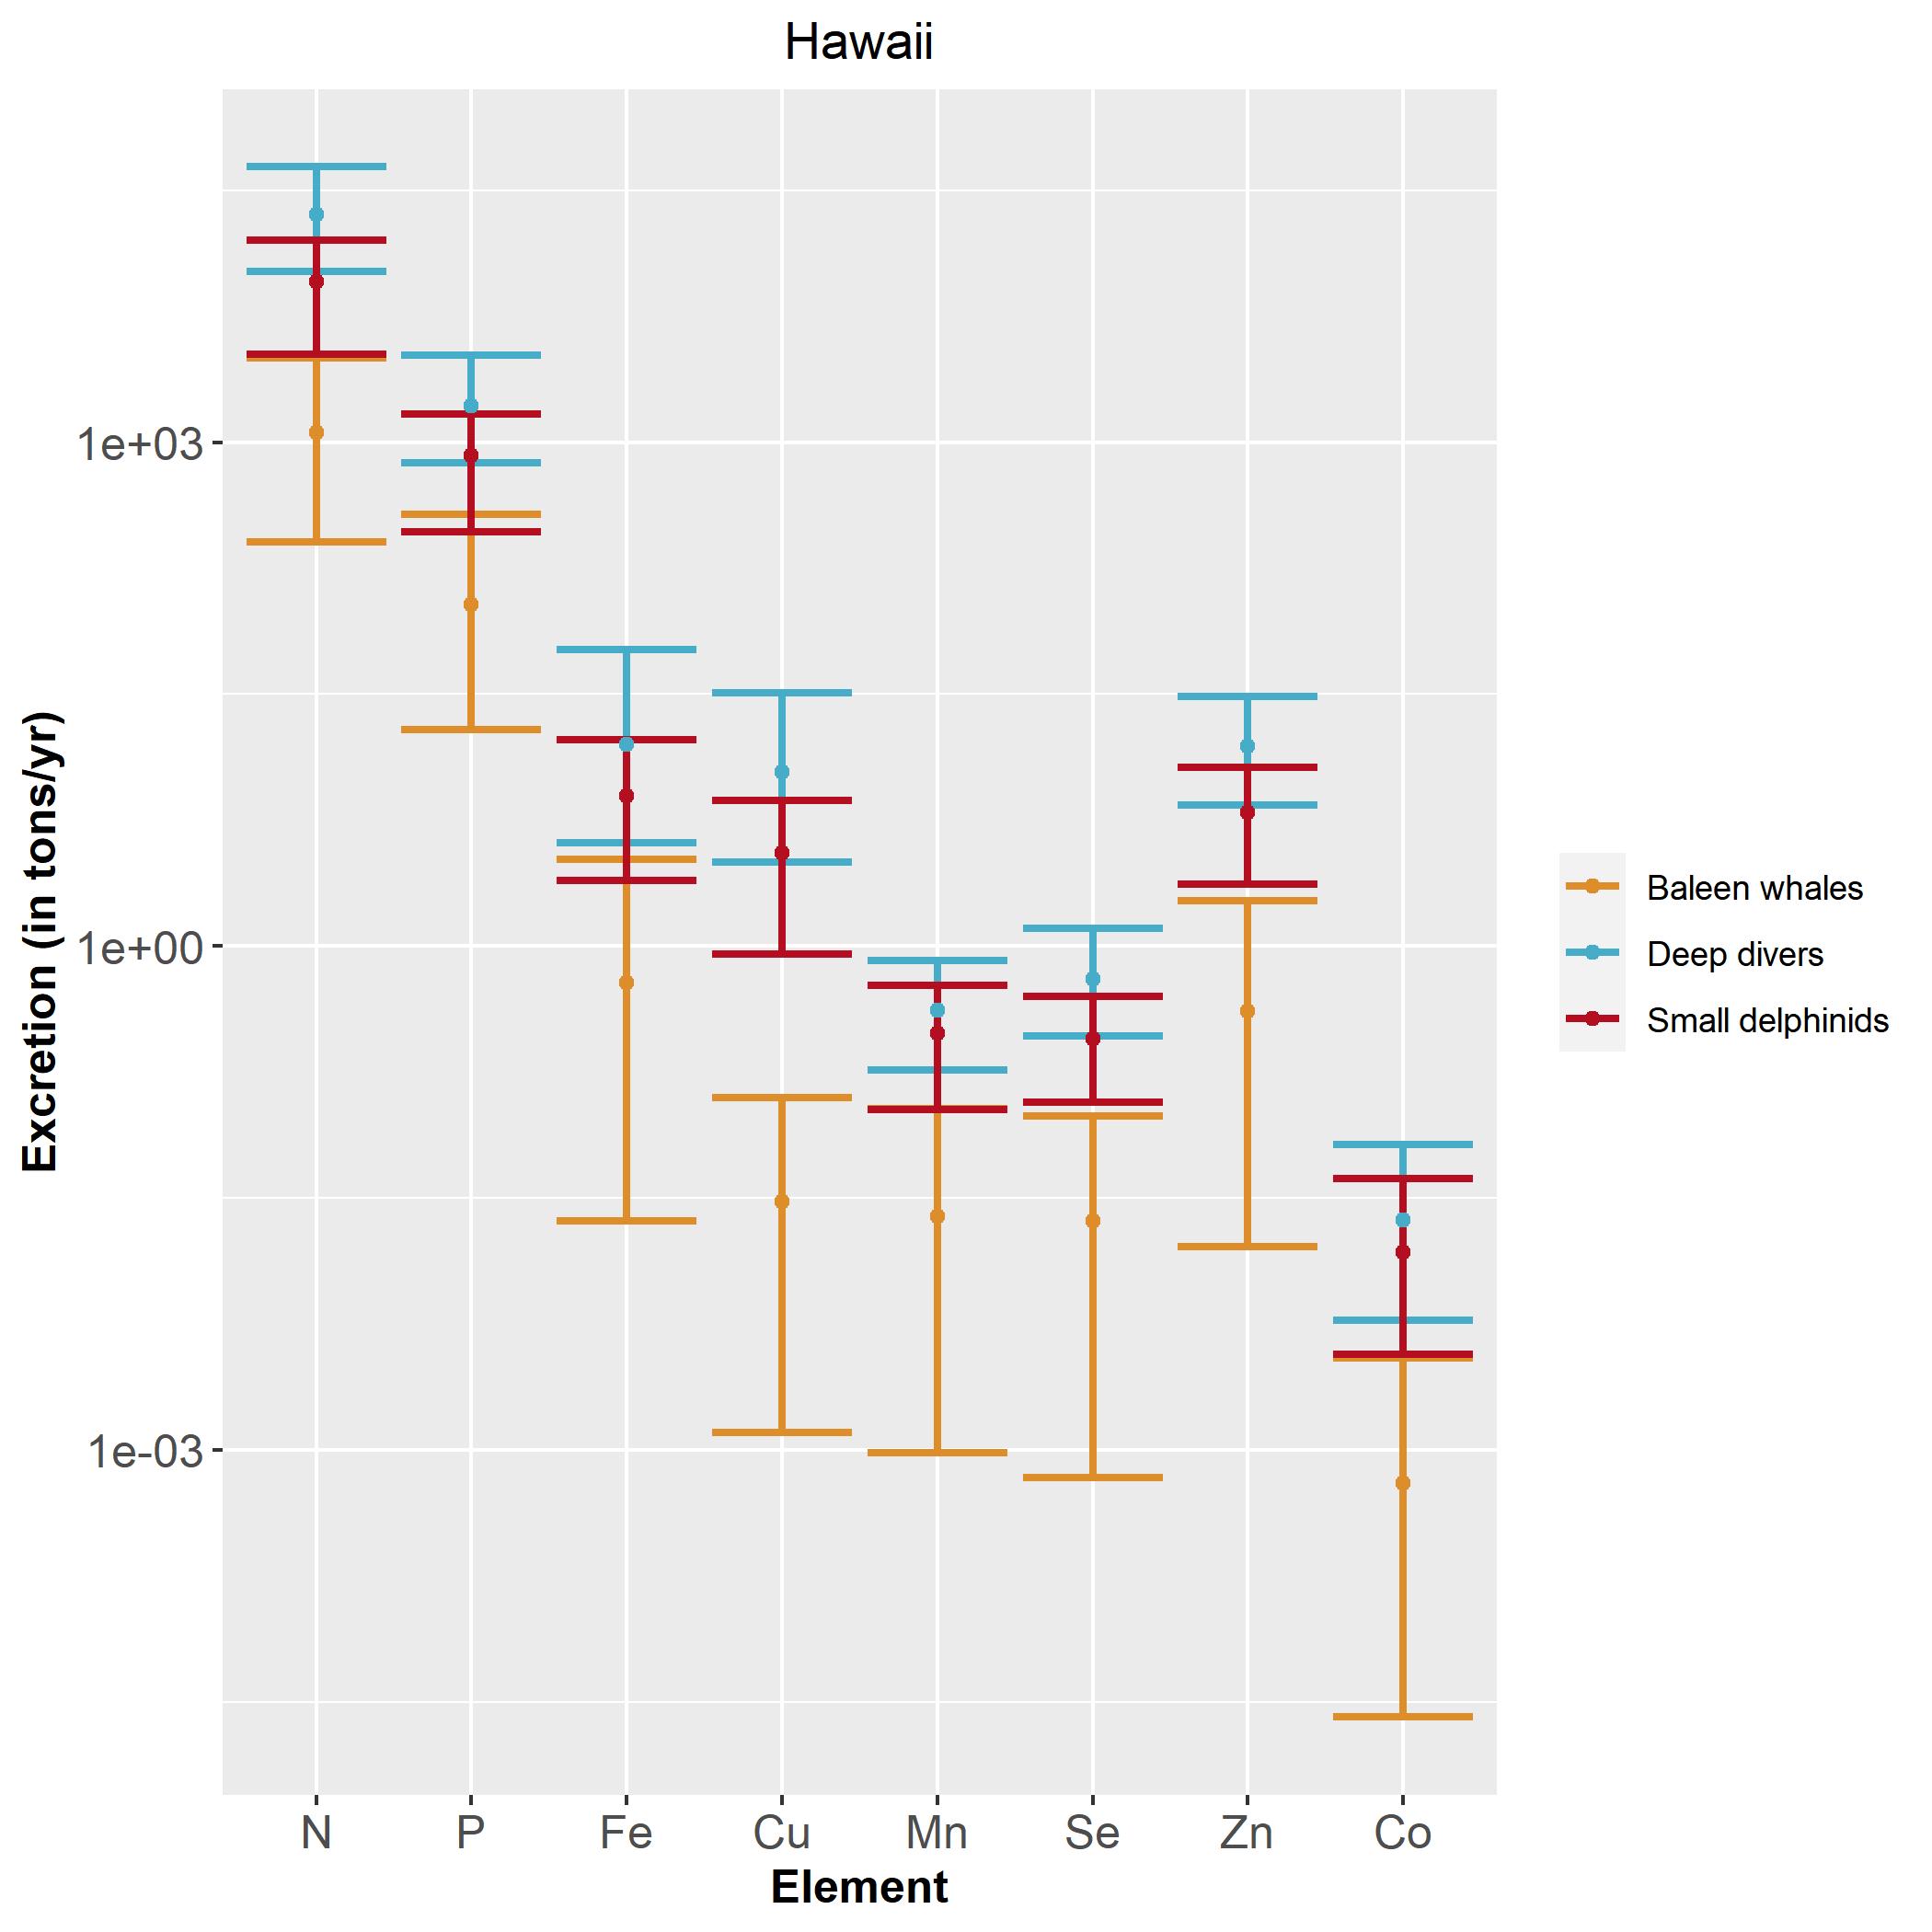 Hawaii
Excretion (in tons/yr)
1e+03
1e+00
1e-03
N P Fe Cu Mn Se Zn Co
Element
Baleen whales
Deep divers
Small delphinids